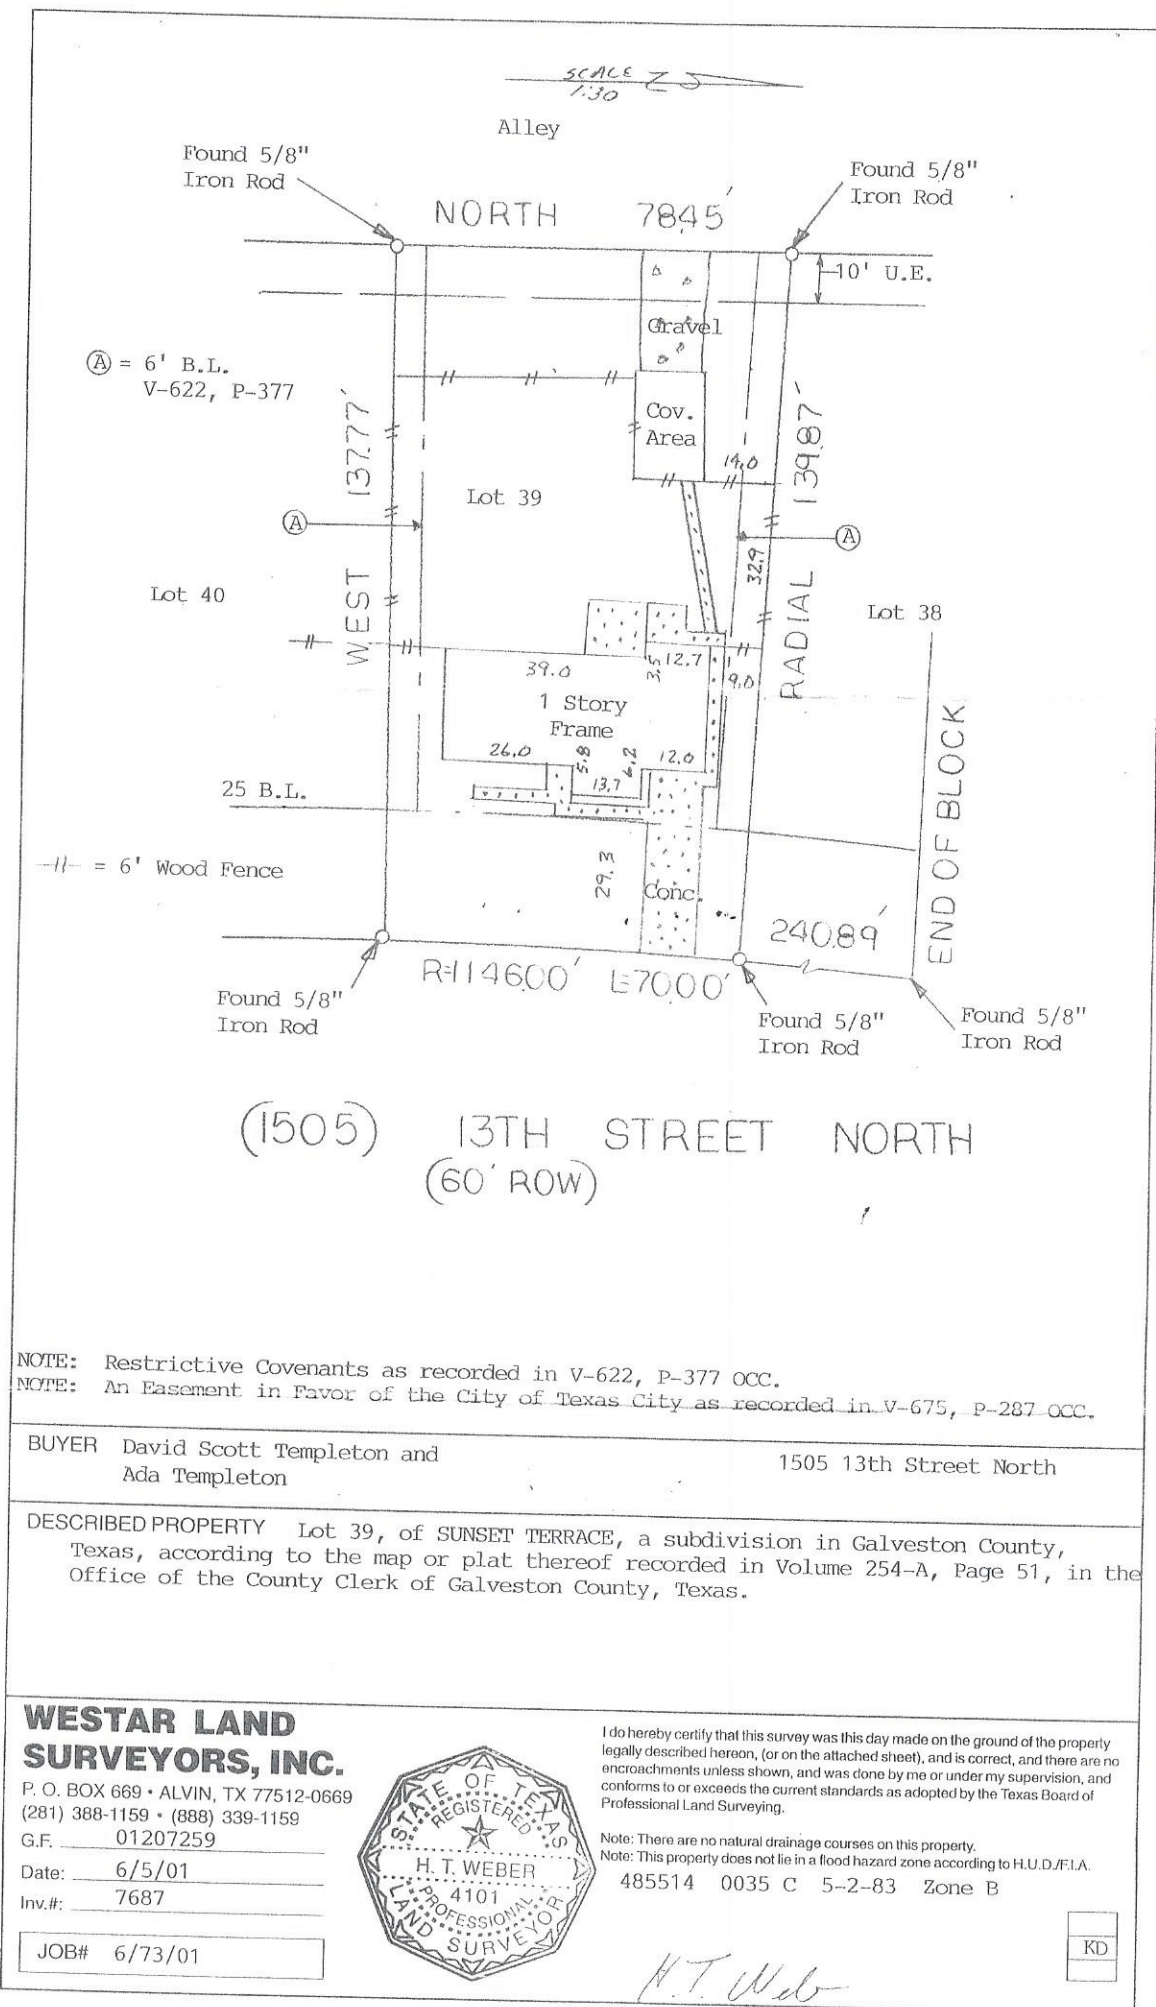 SCALE
1:30
Alley
Found 5/8"
Iron Rod
Found 5/8"
Iron Rod
NORTH 78.45'
10' U.E.
Gravel
Ⓐ = 6' B.L.
V-622, P-377
Cov.
Area
WEST 137.77'
RADIAL 139.87'
14.0
Lot 39
Ⓐ
Ⓐ
32.9
Lot 40
Lot 38
39.0
3.5
12.7
9.0
1 Story
Frame
26.0
5.8
6.2
12.0
13.7
25 B.L.
END OF BLOCK
-//- = 6' Wood Fence
29.3
Conc.
240.89'
R=1146.00' L=70.00'
Found 5/8"
Iron Rod
Found 5/8"
Iron Rod
Found 5/8"
Iron Rod
(1505) 13TH STREET NORTH
(60' ROW)
NOTE: Restrictive Covenants as recorded in V-622, P-377 OCC.
NOTE: An Easement in Favor of the City of Texas City as recorded in V-675, P-287 OCC.
BUYER David Scott Templeton and
Ada Templeton
1505 13th Street North
DESCRIBED PROPERTY Lot 39, of SUNSET TERRACE, a subdivision in Galveston County,
Texas, according to the map or plat thereof recorded in Volume 254-A, Page 51, in the
Office of the County Clerk of Galveston County, Texas.
WESTAR LAND
SURVEYORS, INC.
P. O. BOX 669 • ALVIN, TX 77512-0669
(281) 388-1159 • (888) 339-1159
G.F. 01207259
Date: 6/5/01
Inv.#: 7687
JOB# 6/73/01
STATE OF TEXAS
REGISTERED
H. T. WEBER
4101
PROFESSIONAL
LAND SURVEYOR
I do hereby certify that this survey was this day made on the ground of the property
legally described hereon, (or on the attached sheet), and is correct, and there are no
encroachments unless shown, and was done by me or under my supervision, and
conforms to or exceeds the current standards as adopted by the Texas Board of
Professional Land Surveying.
Note: There are no natural drainage courses on this property.
Note: This property does not lie in a flood hazard zone according to H.U.D./F.I.A.
485514 0035 C 5-2-83 Zone B
H.T. Weber
KD